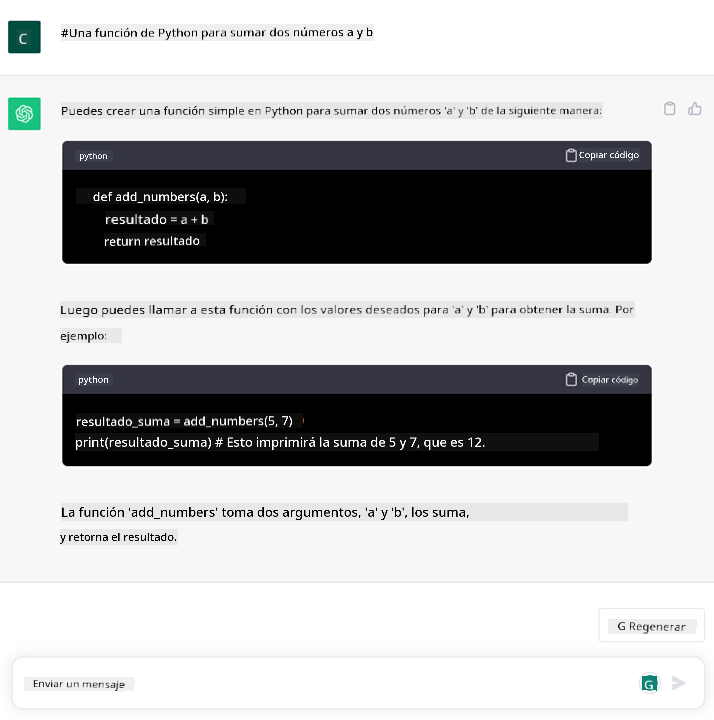 C
#Una función de Python para sumar dos números a y b
Puedes crear una función simple en Python para sumar dos números 'a' y 'b' de la siguiente manera:
python
Copiar código
def add_numbers(a, b):
resultado = a + b
return resultado
Luego puedes llamar a esta función con los valores deseados para 'a' y 'b' para obtener la suma. Por
ejemplo:
python
Copiar código
resultado_suma = add_numbers(5, 7)
print(resultado_suma) # Esto imprimirá la suma de 5 y 7, que es 12.
La función 'add_numbers' toma dos argumentos, 'a' y 'b', los suma,
y retorna el resultado.
G Regenerar
Enviar un mensaje
G